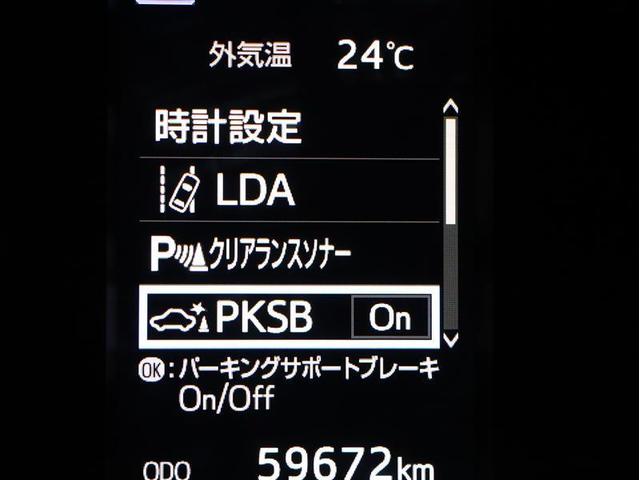 外気温 24℃
時計設定
LDA
Pクリアランスソナー
PKSB On
OK:パーキングサポートブレーキ
On/Off
ODO 59672km